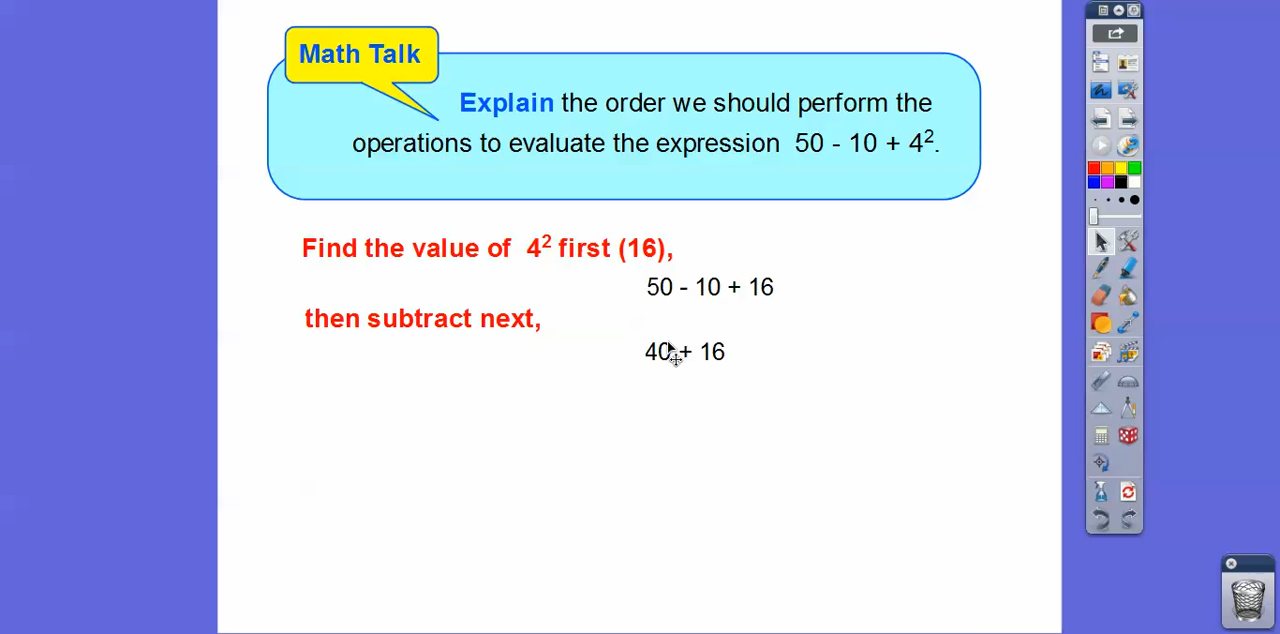 Math Talk
Explain the order we should perform the
operations to evaluate the expression 50 - 10 + 4².
Find the value of 4² first (16),
50 - 10 + 16
then subtract next,
40 + 16